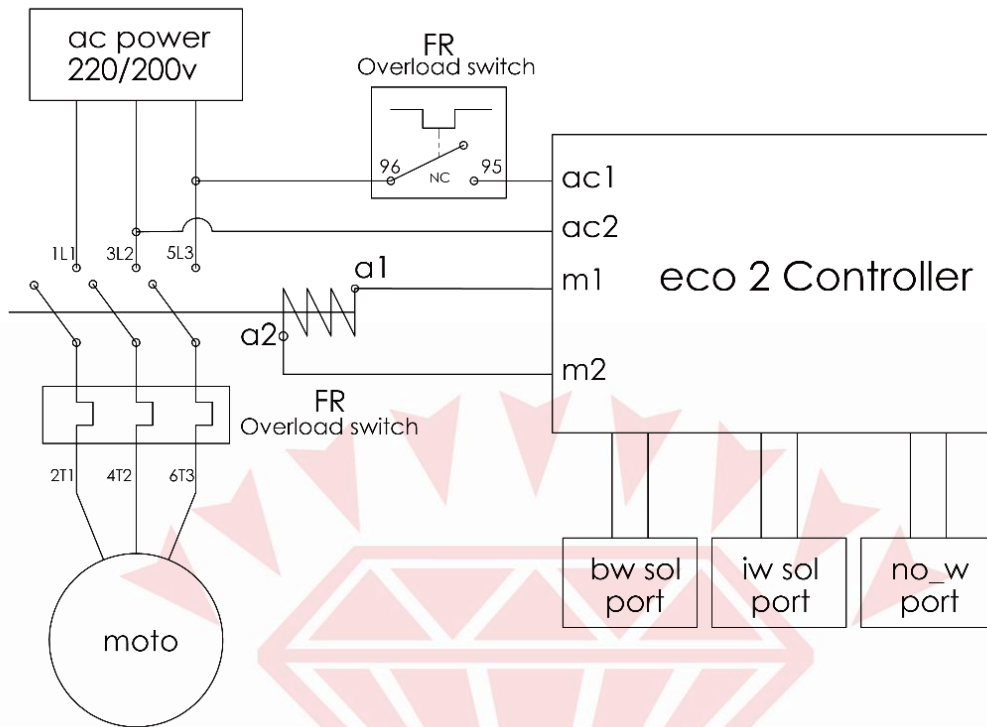 ac power
220/200v
FR
Overload switch
96
95
NC
ac1
ac2
1L1
3L2
5L3
a1
m1
eco 2 Controller
a2
m2
FR
Overload switch
2T1
4T2
6T3
bw sol
port
iw sol
port
no_w
port
moto